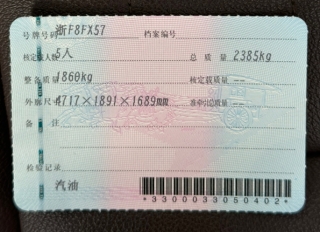 号牌号码 浙F8FX57 档案编号
核定载人数 5人 总质量 2385kg
整备质量 1860kg 核定载质量 --
外廓尺寸 4717×1891×1689mm 准牵引总质量 --
备注
检验记录
汽油 *3300033050402*